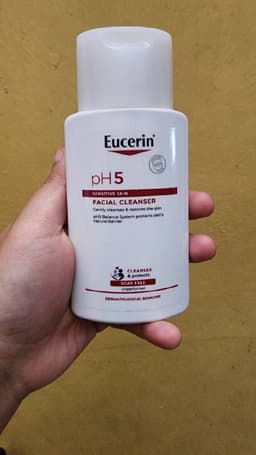 Eucerin®
pH5
SENSITIVE SKIN
FACIAL CLEANSER
Gently cleanses & restores the skin
pH5 Balance System protects skin's
natural barrier
CLEANSES
& protects
SOAP FREE
Unperfumed
DERMATOLOGICAL SKINCARE